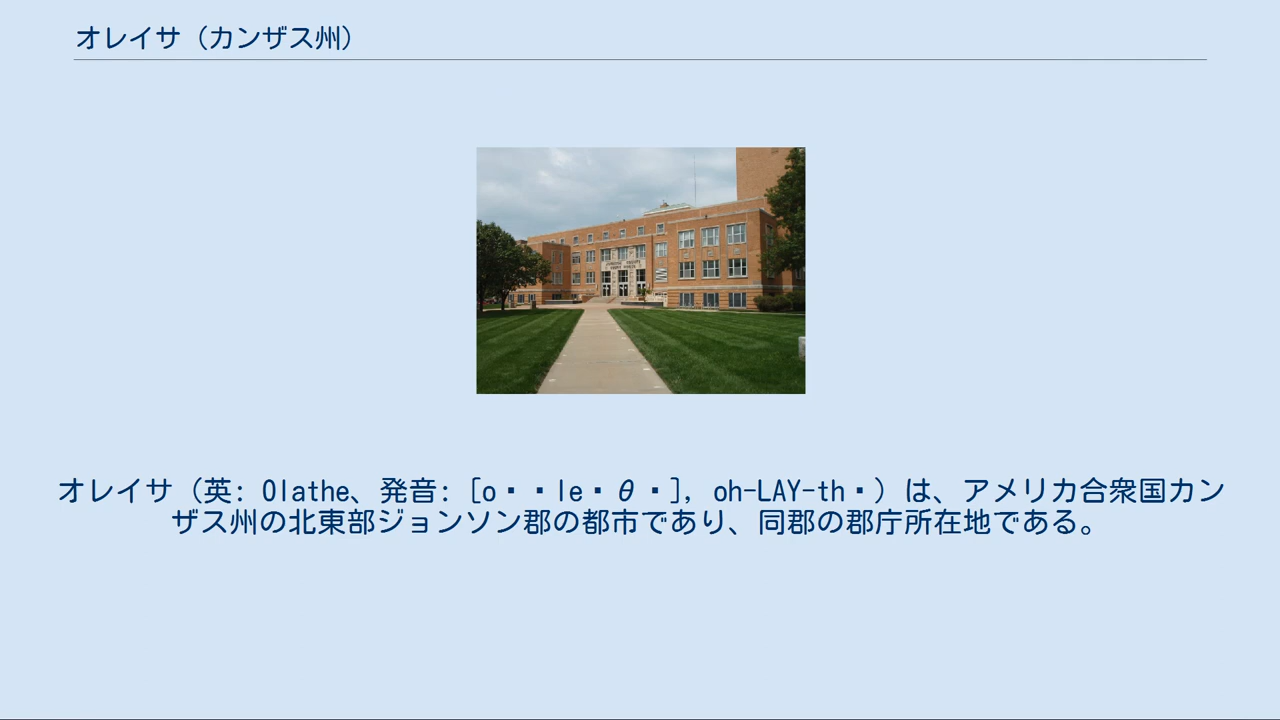 オレイサ（カンザス州）
オレイサ（英: Olathe、発音: [o・・le・θ・], oh-LAY-th・）は、アメリカ合衆国カン
ザス州の北東部ジョンソン郡の都市であり、同郡の郡庁所在地である。